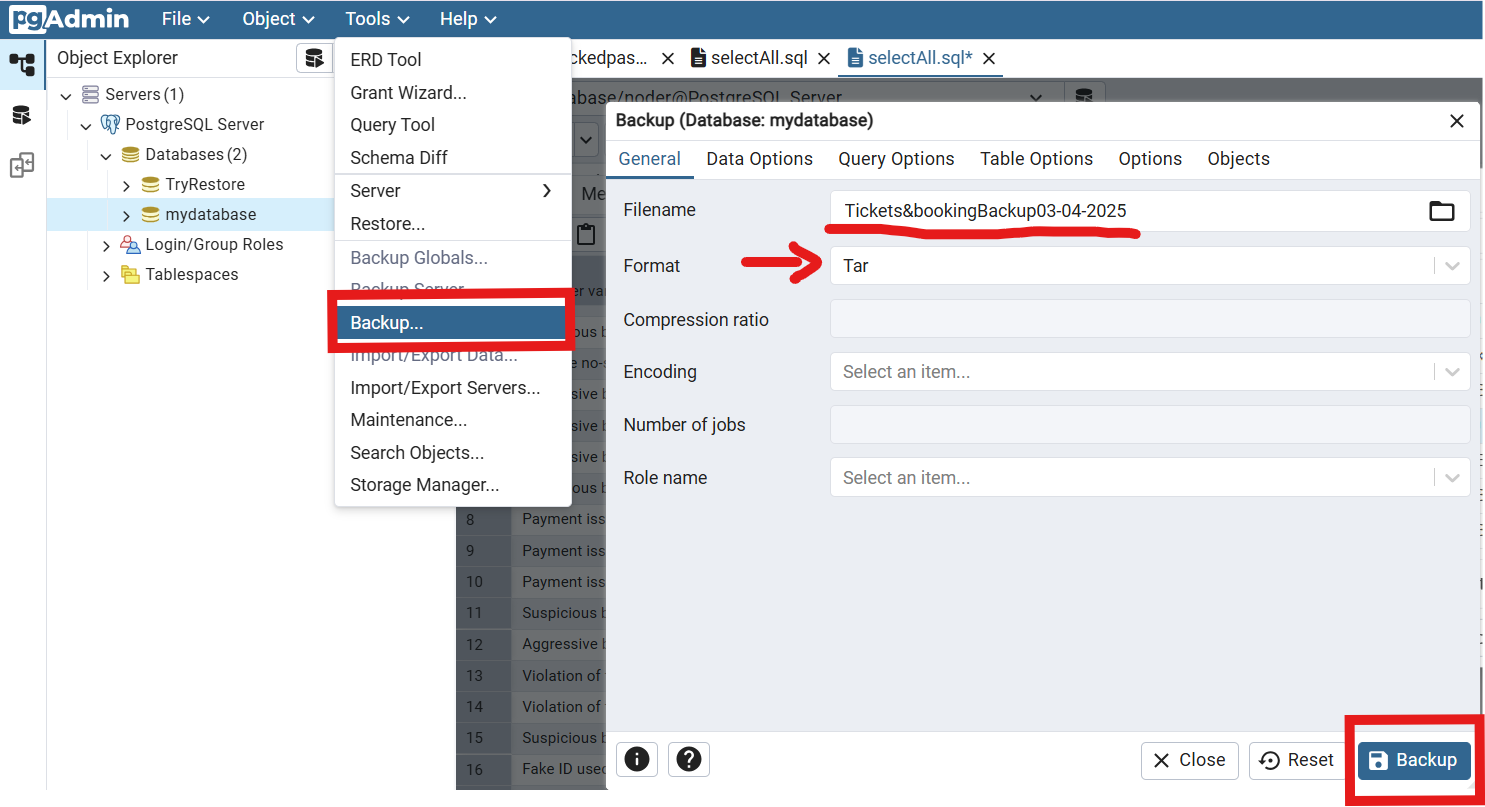 pgAdmin File Object Tools Help
Object Explorer
Servers (1)
PostgreSQL Server
Databases (2)
TryRestore
mydatabase
Login/Group Roles
Tablespaces
ERD Tool
Grant Wizard...
Query Tool
Schema Diff
Server
Restore...
Backup Globals...
Backup Server...
Backup...
Import/Export Data...
Import/Export Servers...
Maintenance...
Search Objects...
Storage Manager...
ckedpas... selectAll.sql selectAll.sql*
abase/noder@PostgreSQL Server
Backup (Database: mydatabase)
General Data Options Query Options Table Options Options Objects
Filename Tickets&bookingBackup03-04-2025
Format Tar
Compression ratio
Encoding Select an item...
Number of jobs
Role name Select an item...
8 Payment iss
9 Payment iss
10 Payment iss
11 Suspicious b
12 Aggressive b
13 Violation of
14 Violation of
15 Suspicious b
16 Fake ID used
Close Reset Backup